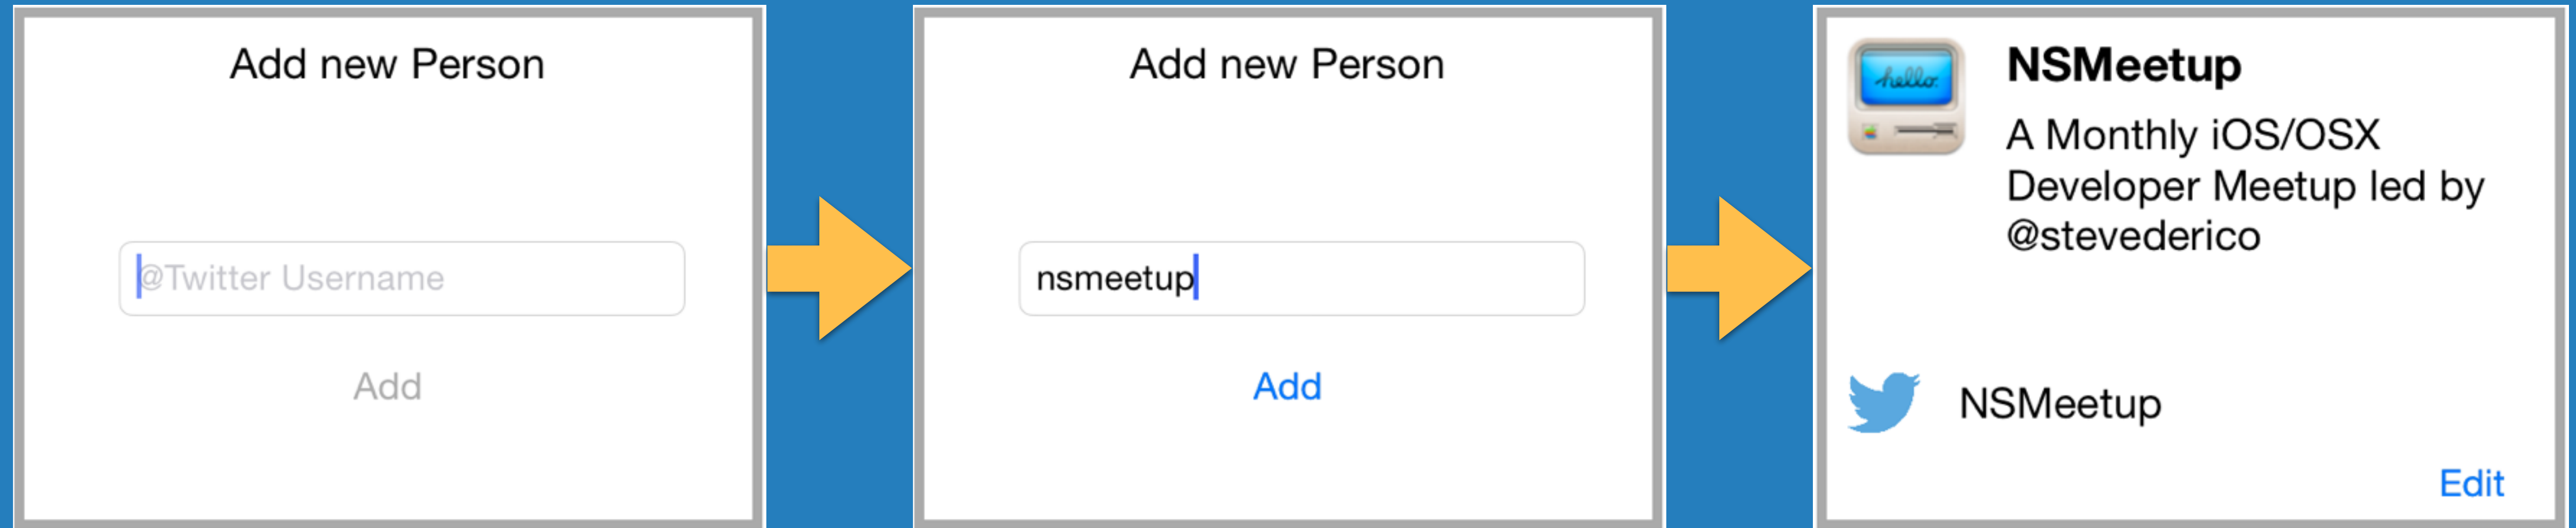 Add new Person
@Twitter Username
Add
Add new Person
nsmeetup
Add
hello.
NSMeetup
A Monthly iOS/OSX
Developer Meetup led by
@stevederico
NSMeetup
Edit